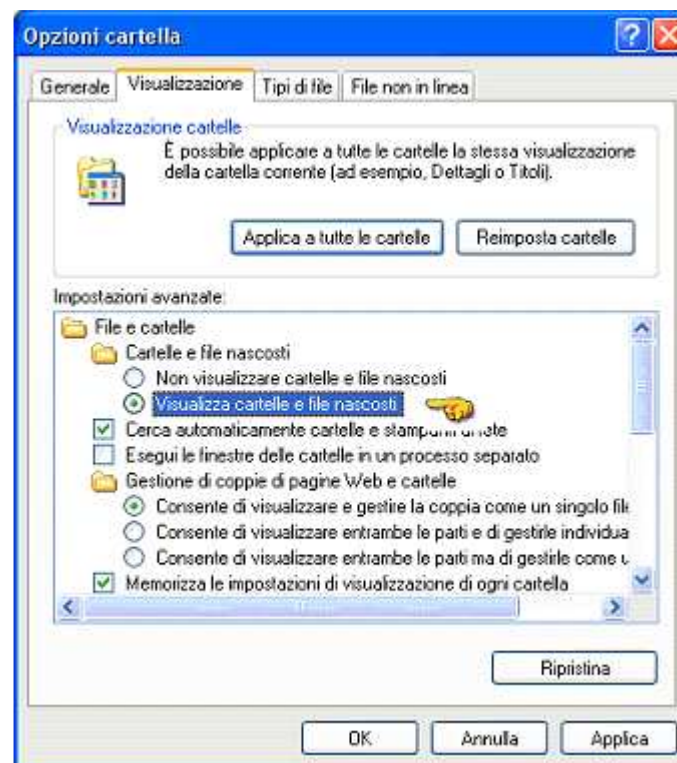 Opzioni cartella
Generale Visualizzazione Tipi di file File non in linea
Visualizzazione cartelle
È possibile applicare a tutte le cartelle la stessa visualizzazione
della cartella corrente (ad esempio, Dettagli o Titoli).
Applica a tutte le cartelle Reimposta cartelle
Impostazioni avanzate:
File e cartelle
Cartelle e file nascosti
Non visualizzare cartelle e file nascosti
Visualizza cartelle e file nascosti
Cerca automaticamente cartelle e stampanti di rete
Esegui le finestre delle cartelle in un processo separato
Gestione di coppie di pagine Web e cartelle
Consente di visualizzare e gestire la coppia come un singolo file
Consente di visualizzare entrambe le parti e di gestirle individua
Consente di visualizzare entrambe le parti ma di gestirle come
Memorizza le impostazioni di visualizzazione di ogni cartella
Ripristina
OK Annulla Applica